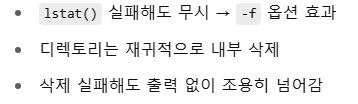 • lstat() 실패해도 무시 → -f 옵션 효과
• 디렉토리는 재귀적으로 내부 삭제
• 삭제 실패해도 출력 없이 조용히 넘어감